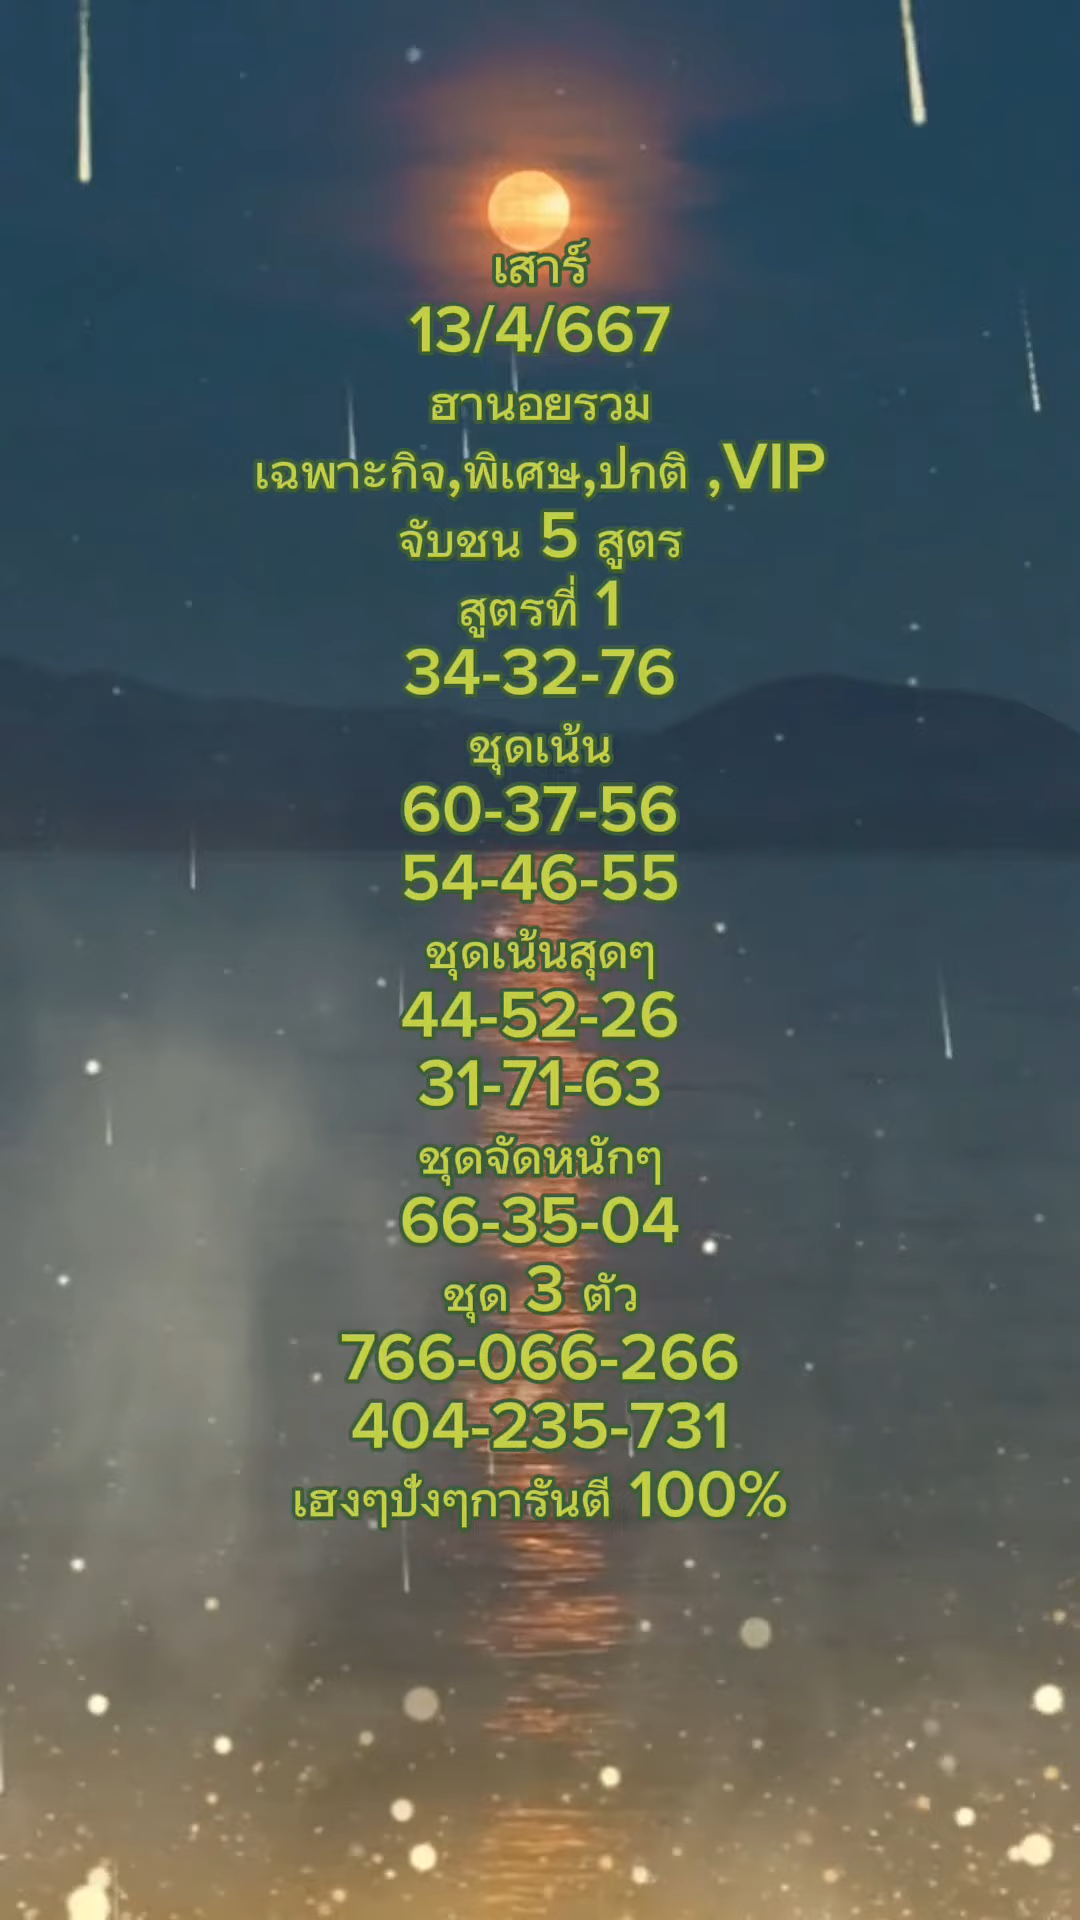 เสาร์
13/4/667
ฮานอยรวม
เฉพาะกิจ,พิเศษ,ปกติ ,VIP
จับชน 5 สูตร
สูตรที่ 1
34-32-76
ชุดเน้น
60-37-56
54-46-55
ชุดเน้นสุดๆ
44-52-26
31-71-63
ชุดจัดหนักๆ
66-35-04
ชุด 3 ตัว
766-066-266
404-235-731
เฮงๆปังๆการันตี 100%